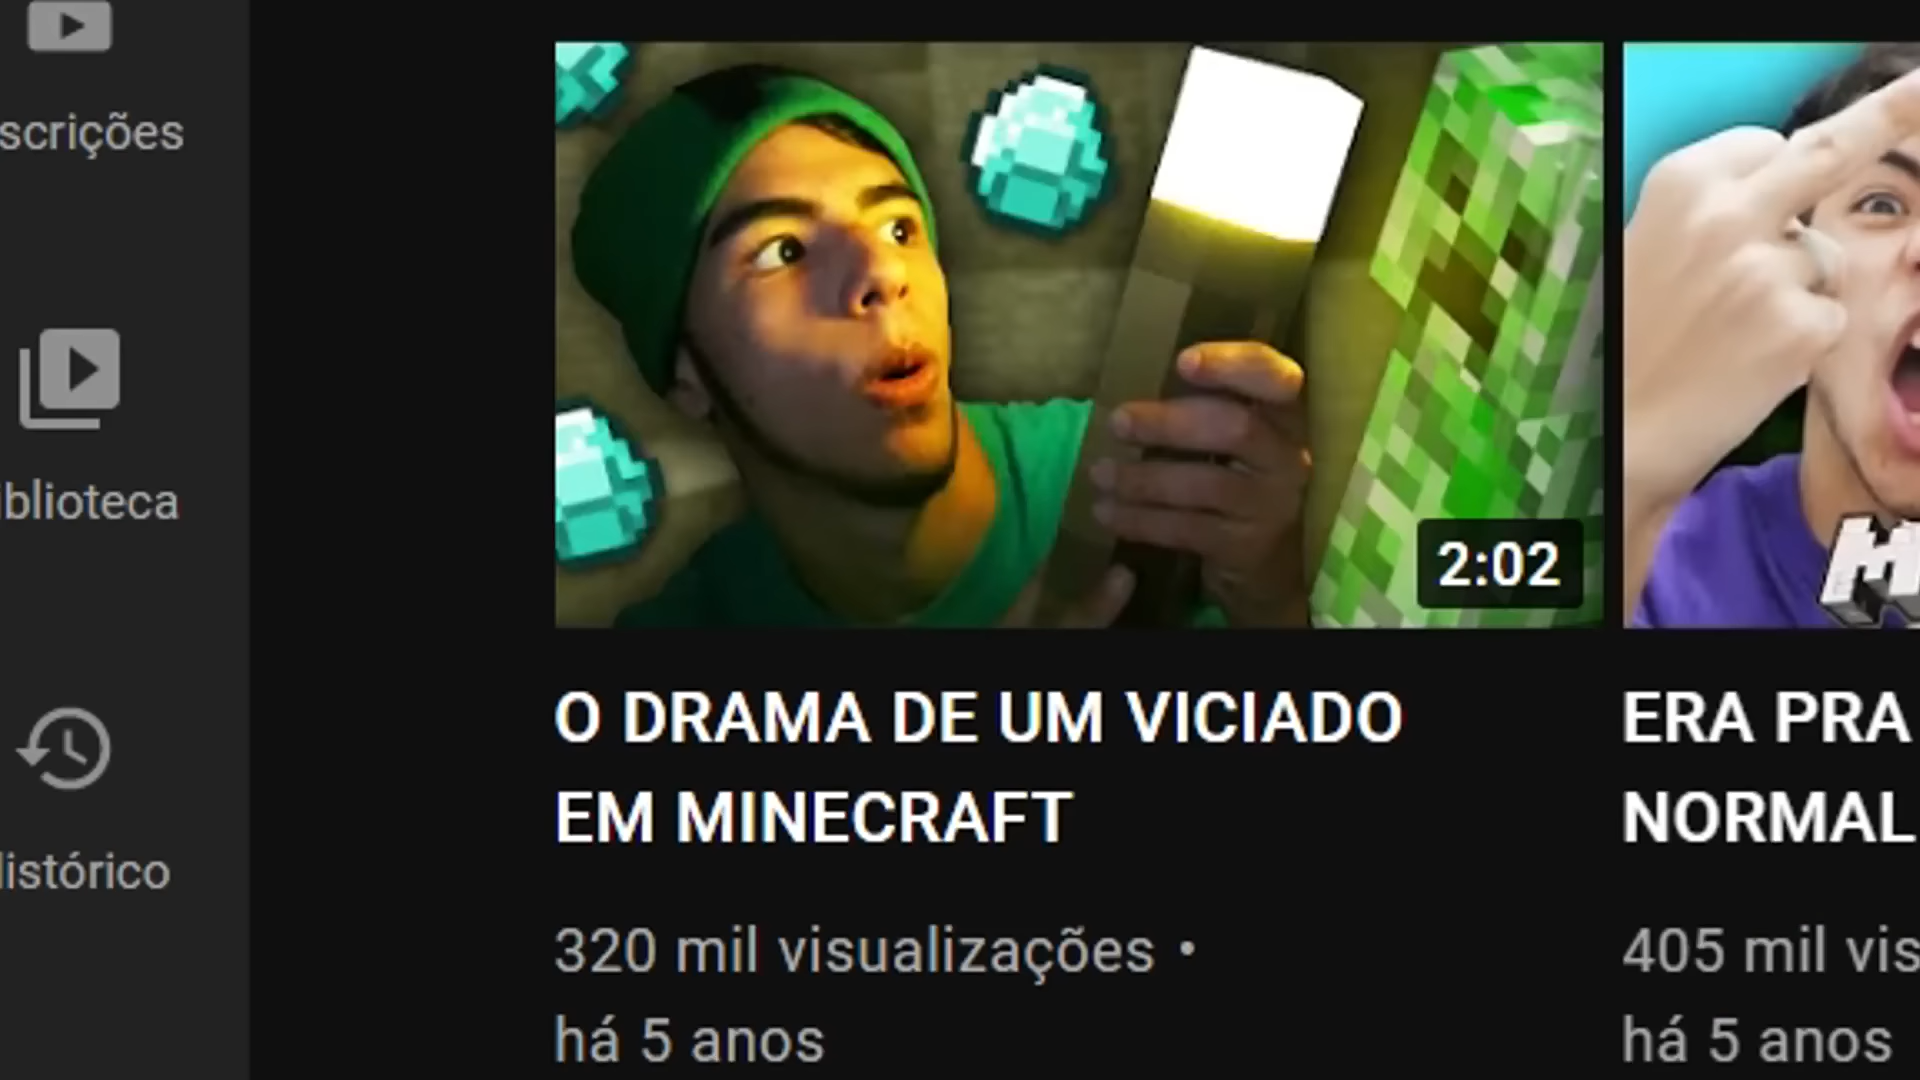 scrições
blioteca
istórico
2:02
O DRAMA DE UM VICIADO
EM MINECRAFT
320 mil visualizações •
há 5 anos
M
ERA PRA
NORMAL
405 mil vis
há 5 anos